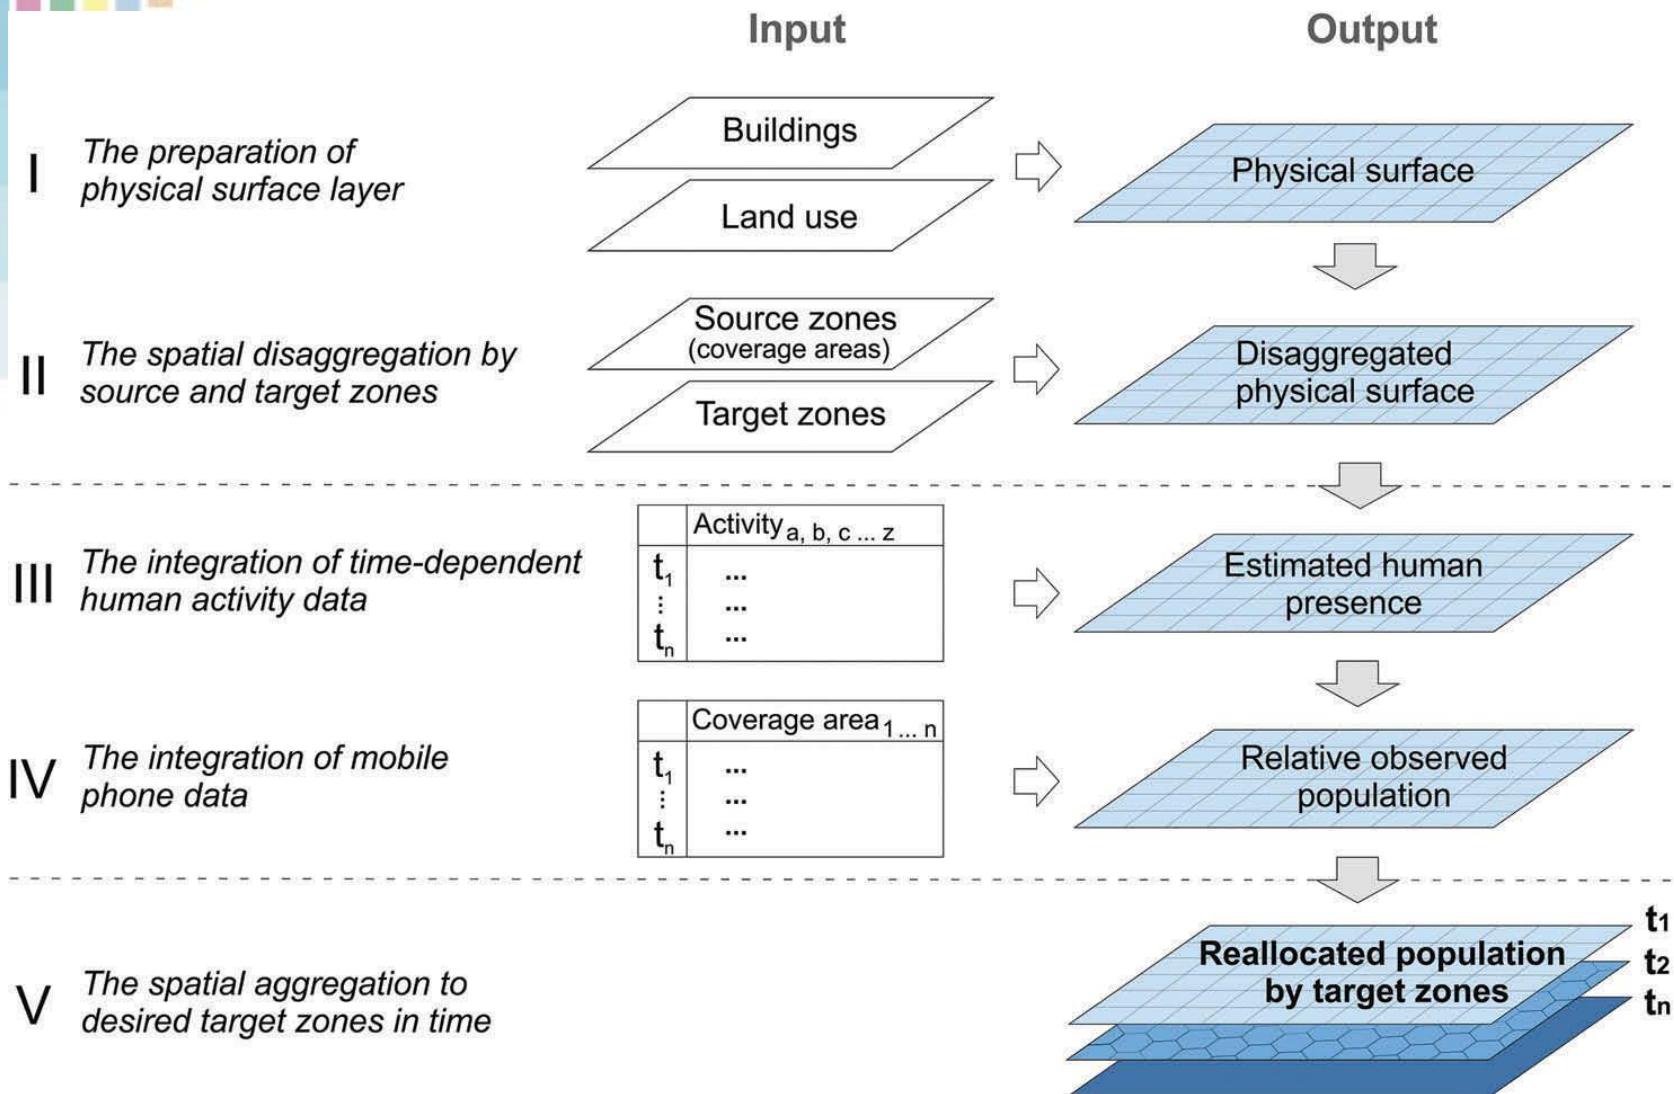 Input
Output
I
The preparation of
physical surface layer
Buildings
Land use
Physical surface
II
The spatial disaggregation by
source and target zones
Source zones
(coverage areas)
Target zones
Disaggregated
physical surface
III
The integration of time-dependent
human activity data
Activity a, b, c ... z
t1 ...
⋮ ...
tn ...
Estimated human
presence
IV
The integration of mobile
phone data
Coverage area 1 ... n
t1 ...
⋮ ...
tn ...
Relative observed
population
V
The spatial aggregation to
desired target zones in time
Reallocated population
by target zones
t1
t2
tn